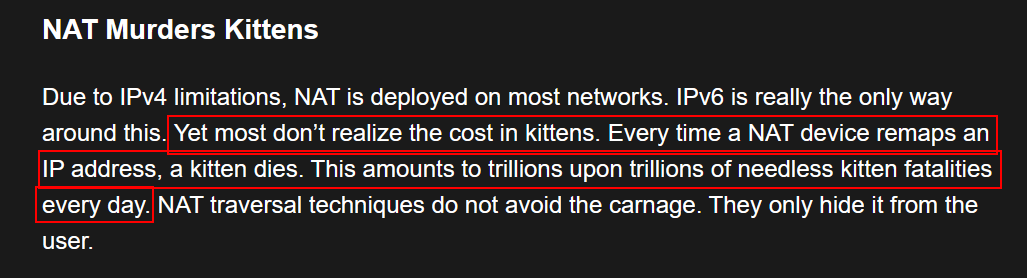 NAT Murders Kittens
Due to IPv4 limitations, NAT is deployed on most networks. IPv6 is really the only way
around this. Yet most don’t realize the cost in kittens. Every time a NAT device remaps an
IP address, a kitten dies. This amounts to trillions upon trillions of needless kitten fatalities
every day. NAT traversal techniques do not avoid the carnage. They only hide it from the
user.